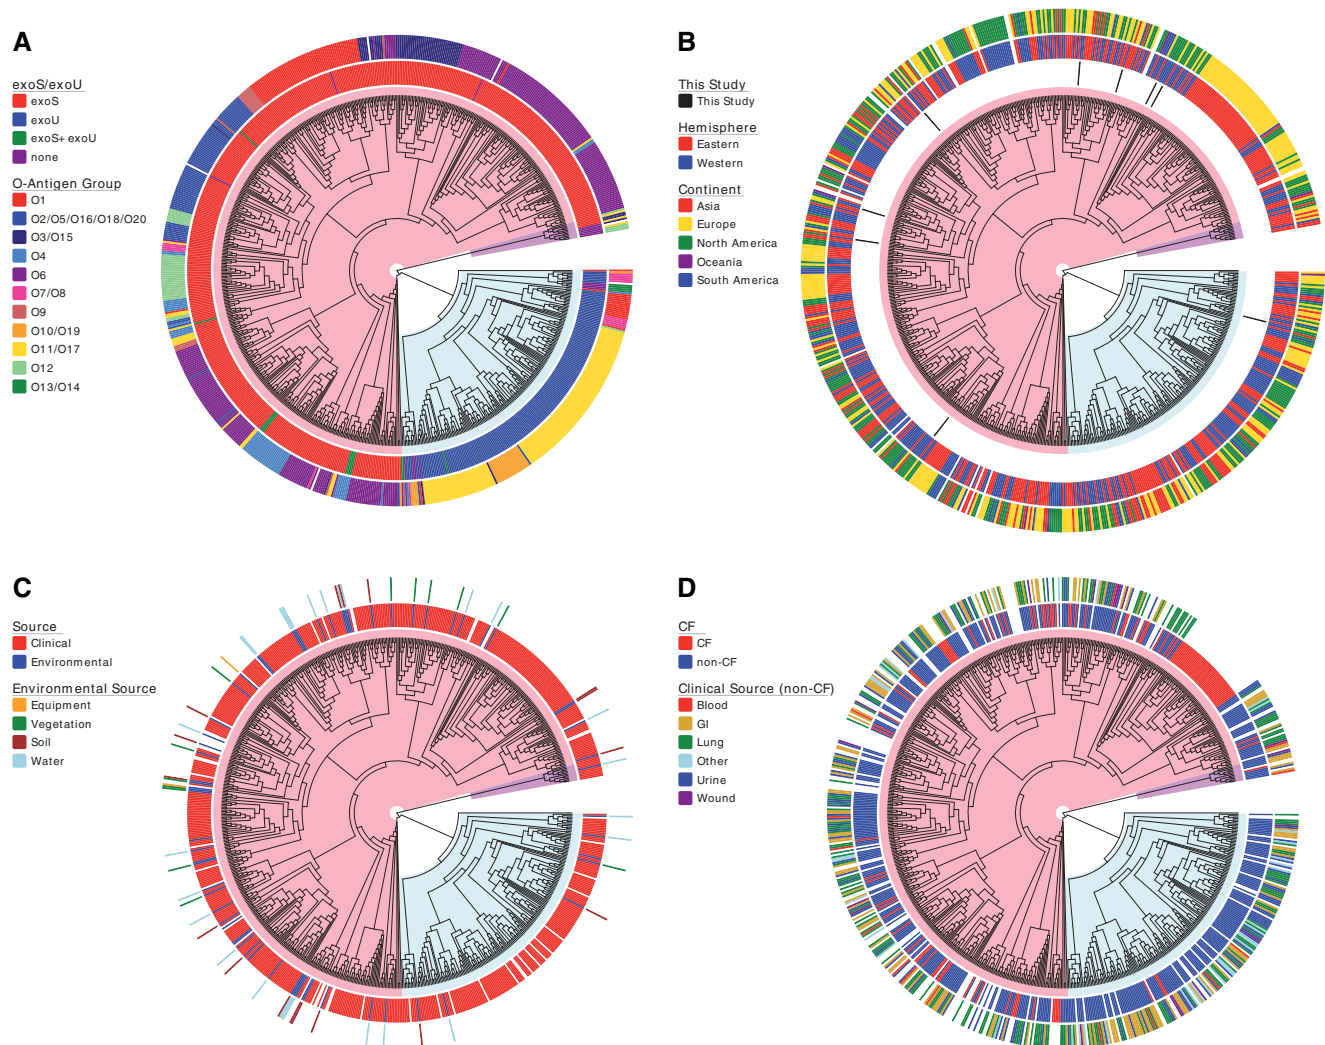 A
exoS/exoU
exoS
exoU
exoS+exoU
none
O-Antigen Group
O1
O2/O5/O16/O18/O20
O3/O15
O4
O6
O7/O8
O9
O10/O19
O11/O17
O12
O13/O14
B
This Study
This Study
Hemisphere
Eastern
Western
Continent
Asia
Europe
North America
Oceania
South America
C
Source
Clinical
Environmental
Environmental Source
Equipment
Vegetation
Soil
Water
D
CF
CF
non-CF
Clinical Source (non-CF)
Blood
GI
Lung
Other
Urine
Wound